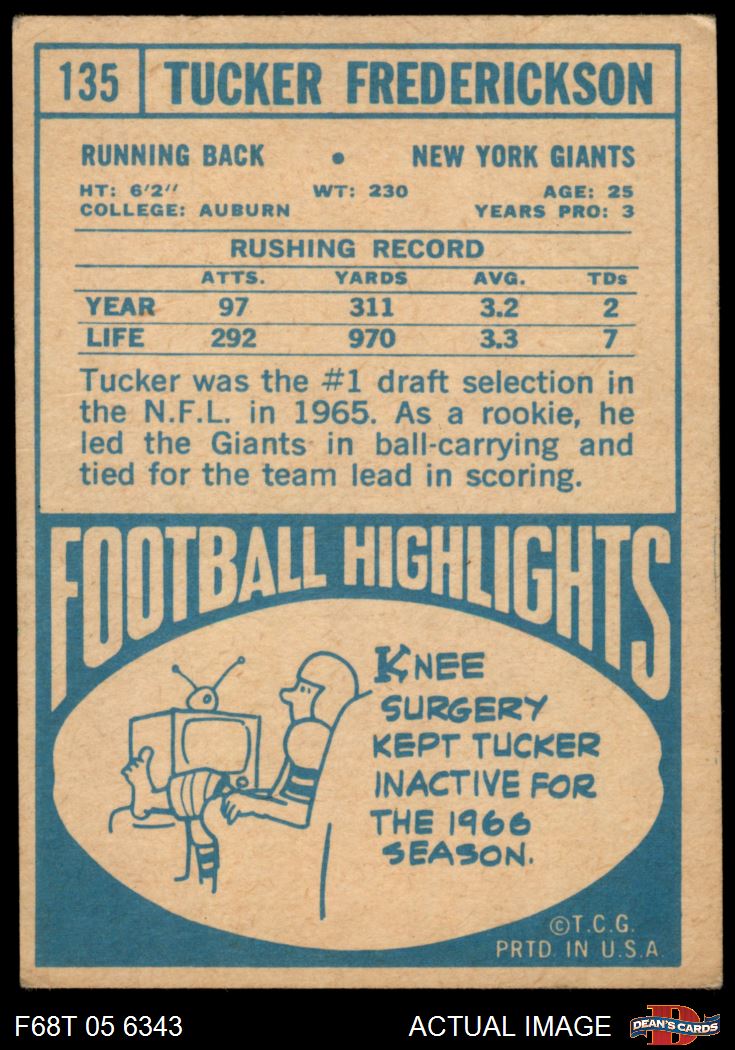 135 TUCKER FREDERICKSON
RUNNING BACK • NEW YORK GIANTS
HT: 6'2'' WT: 230 AGE: 25
COLLEGE: AUBURN YEARS PRO: 3
RUSHING RECORD
ATTS. YARDS AVG. TDs
YEAR 97 311 3.2 2
LIFE 292 970 3.3 7
Tucker was the #1 draft selection in
the N.F.L. in 1965. As a rookie, he
led the Giants in ball-carrying and
tied for the team lead in scoring.
FOOTBALL HIGHLIGHTS
KNEE
SURGERY
KEPT TUCKER
INACTIVE FOR
THE 1966
SEASON.
©T.C.G.
PRTD. IN U.S.A.
F68T 05 6343 ACTUAL IMAGE
D
DEAN'S CARDS